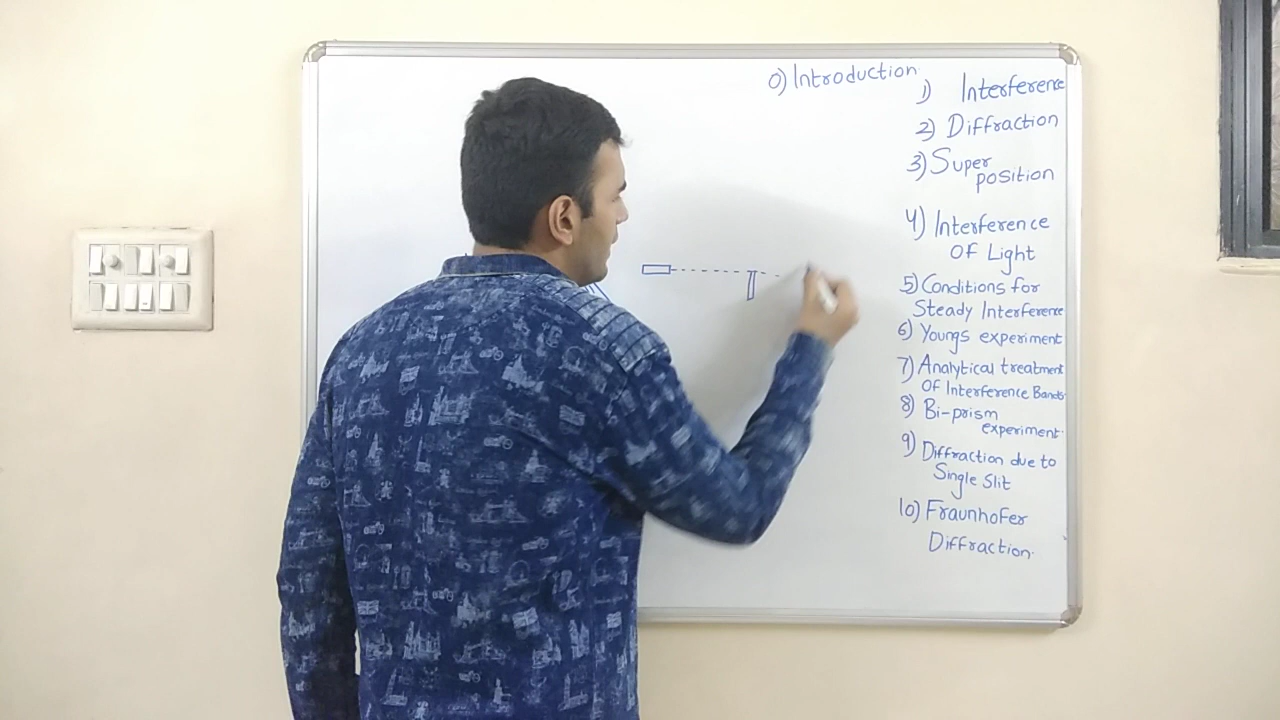 0) Introduction
1) Interference
2) Diffraction
3) Super
position
4) Interference
Of Light
5) Conditions for
Steady Interference
6) Youngs experiment
7) Analytical treatment
Of Interference Bands
8) Bi-prism
experiment.
9) Diffraction due to
Single Slit
10) Fraunhofer
Diffraction.